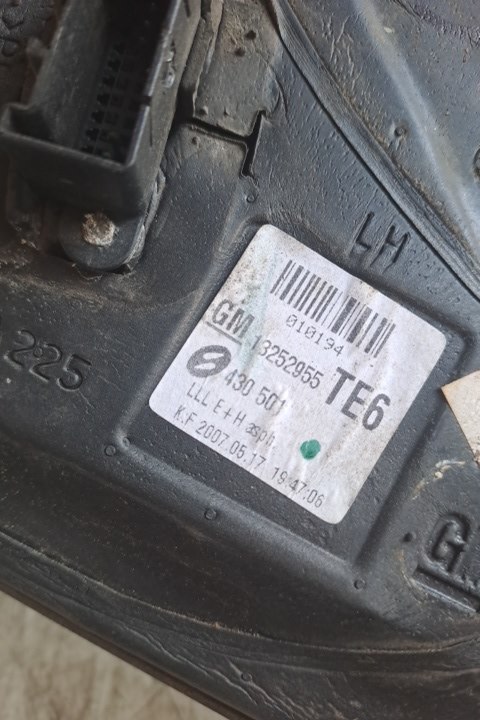 LH
010194
GM 13252955
430 501 TE6
LLL E+H asph
K.F 2007.05.17 19:47:06
225
G